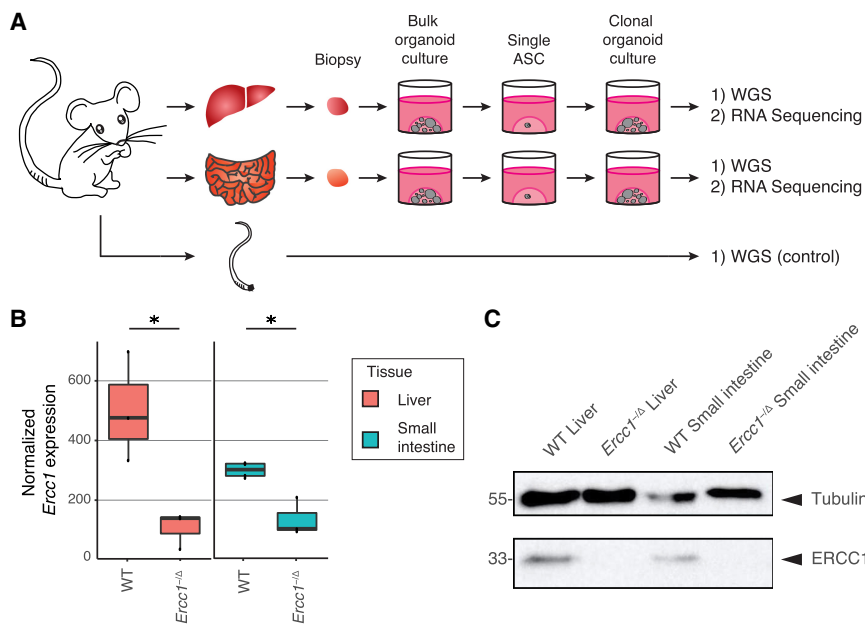 A
Biopsy
Bulk
organoid
culture
Single
ASC
Clonal
organoid
culture
1) WGS
2) RNA Sequencing
1) WGS
2) RNA Sequencing
1) WGS (control)
B
Normalized
Ercc1 expression
600
400
200
0
*
*
WT
Ercc1⁻/Δ
WT
Ercc1⁻/Δ
Tissue
Liver
Small
intestine
C
WT Liver
Ercc1⁻/Δ Liver
WT Small intestine
Ercc1⁻/Δ Small intestine
55-
Tubulin
33-
ERCC1